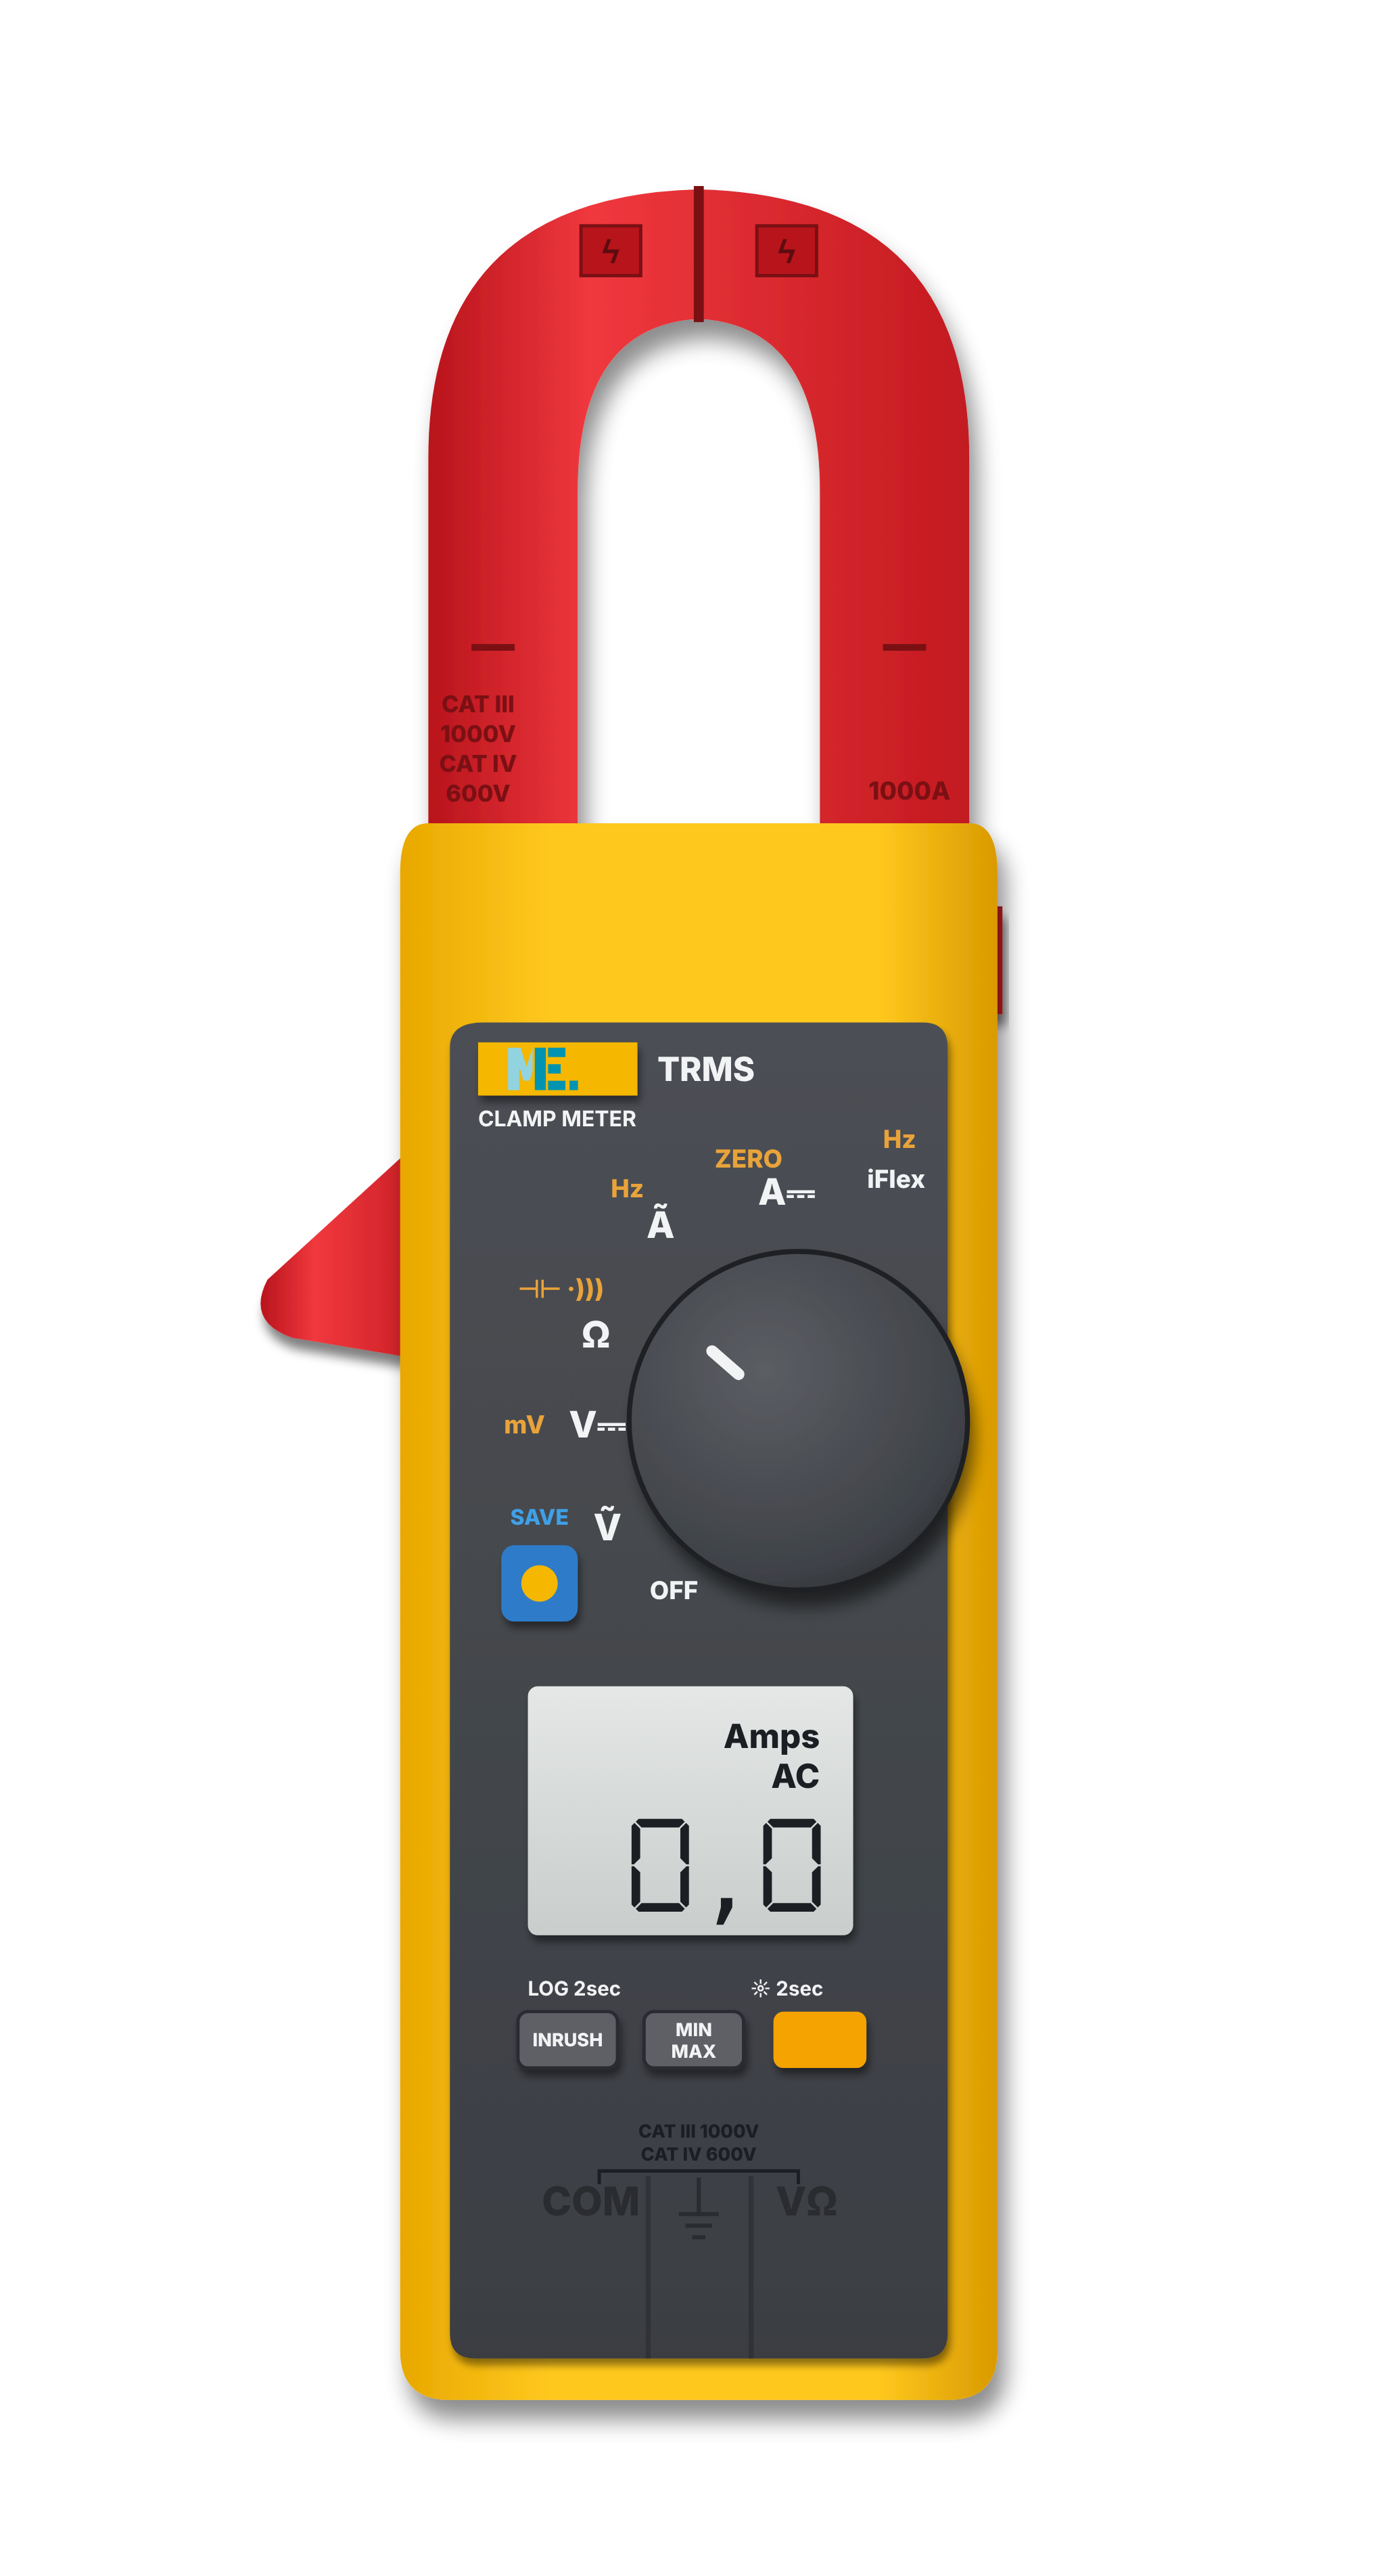 CAT III
1000V
CAT IV
600V
1000A
ME.
TRMS
CLAMP METER
Hz
iFlex
ZERO
A⎓
Hz
Ã
⊣⊢ ·)))
Ω
mV V⎓
SAVE Ṽ
OFF
Amps
AC
0,0
LOG 2sec ☼ 2sec
INRUSH
MIN
MAX
CAT III 1000V
CAT IV 600V
COM ⏚ VΩ